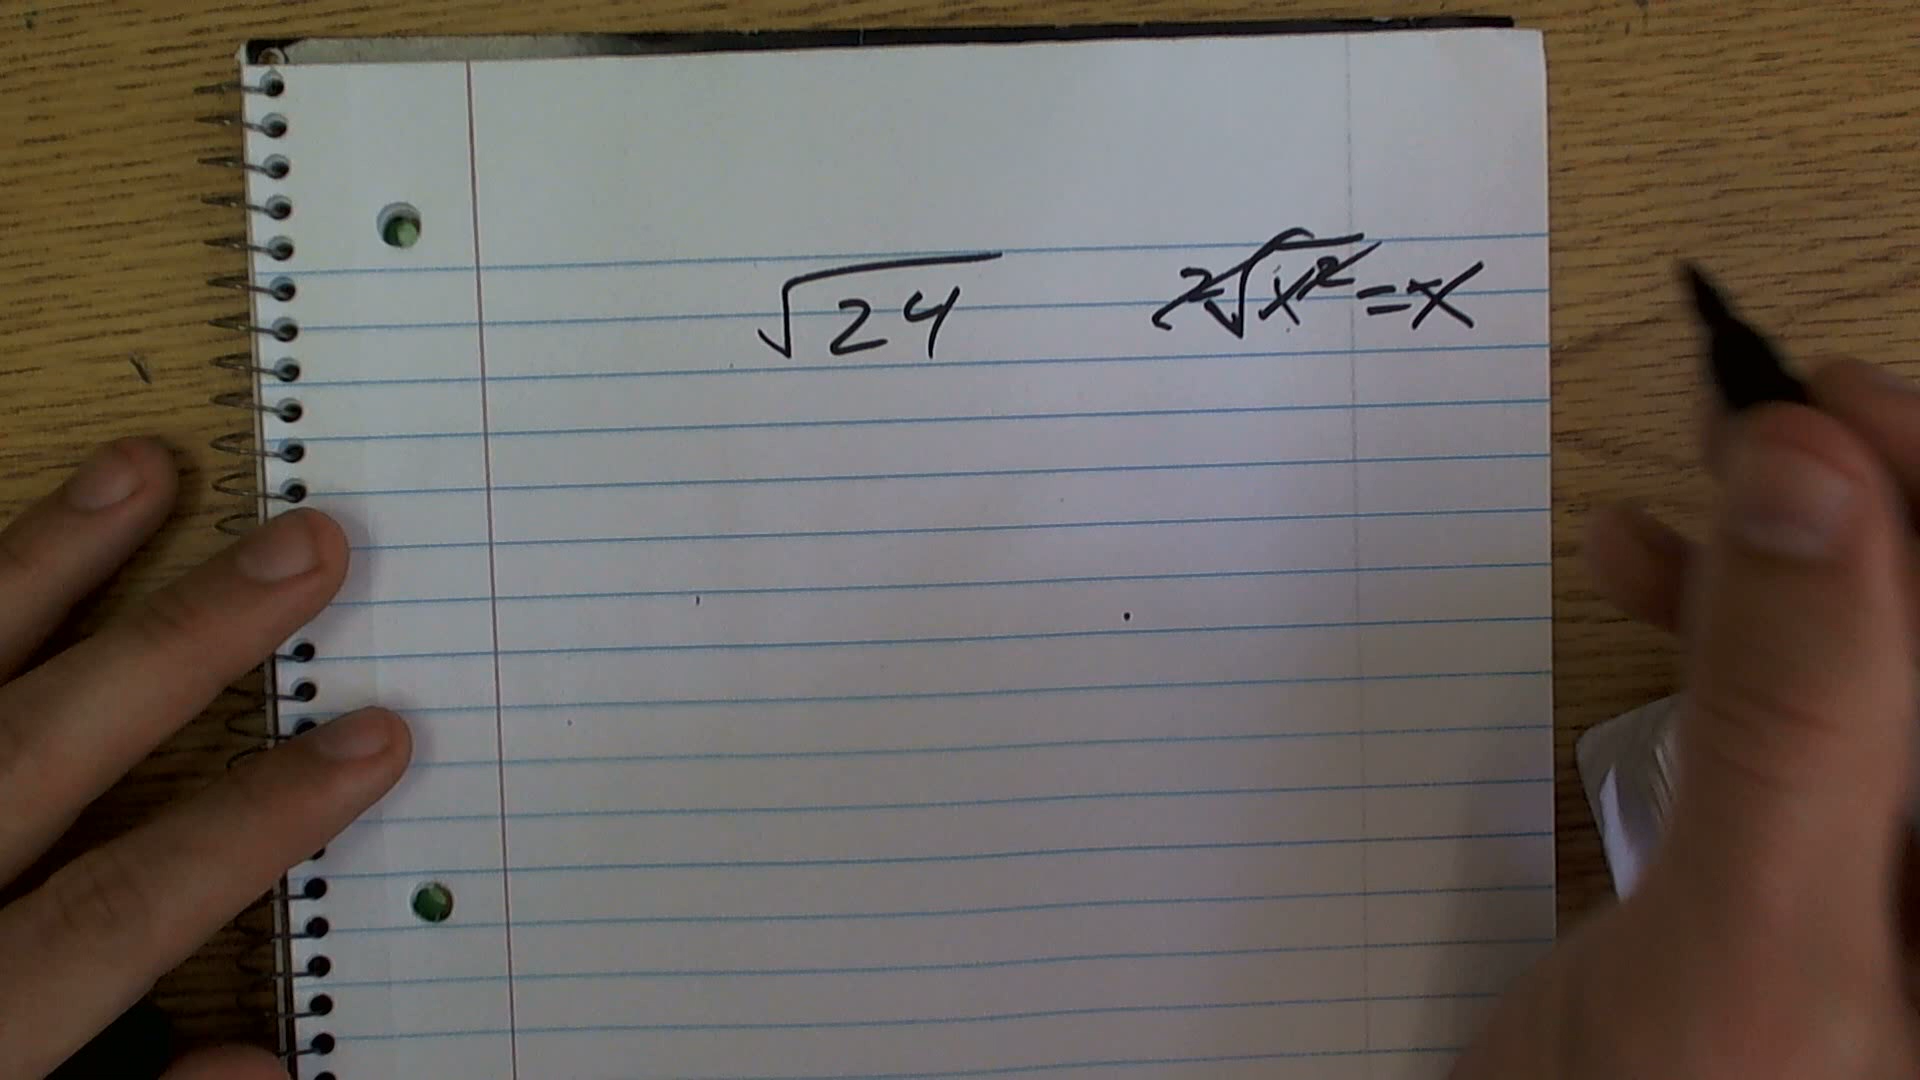 √24 ²√x² = x